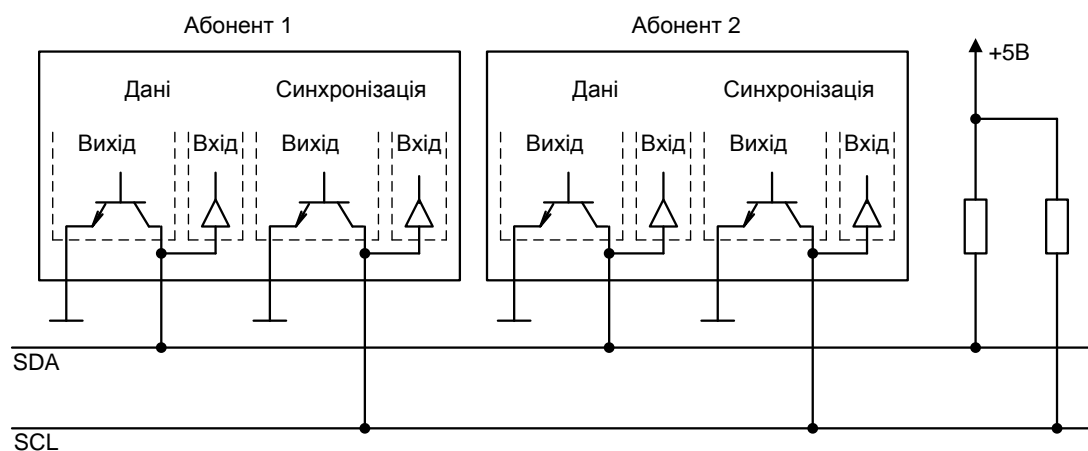 Абонент 1 Абонент 2
+5В
Дані Синхронізація Дані Синхронізація
Вихід Вхід Вихід Вхід Вихід Вхід Вихід Вхід
SDA
SCL